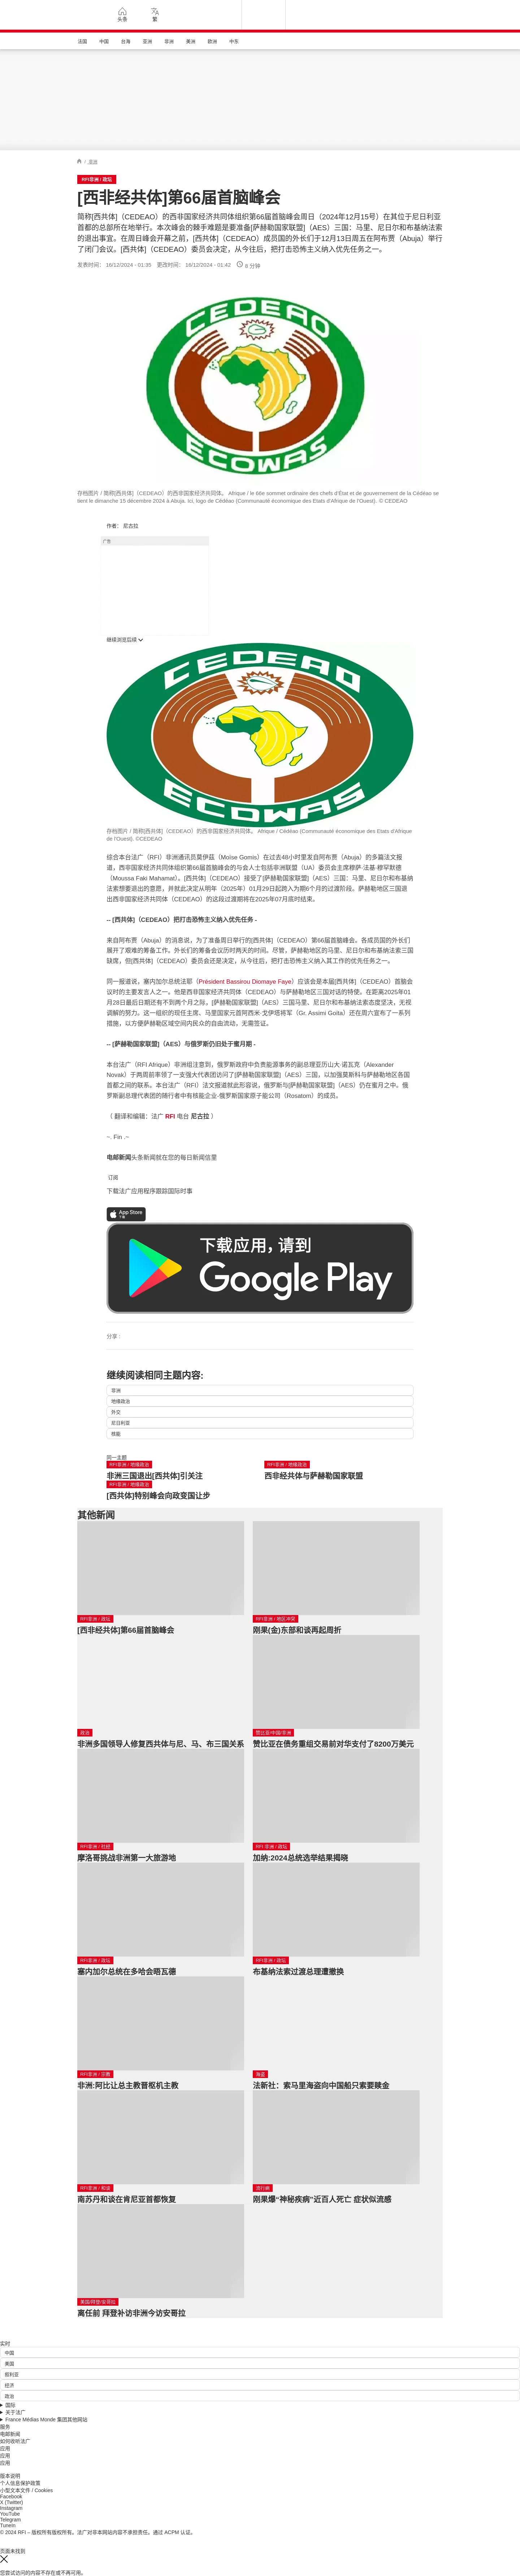 头条
繁
法国
中国
台海
亚洲
非洲
美洲
欧洲
中东
/ 非洲
RFI非洲 / 政坛
[西非经共体]第66届首脑峰会
简称[西共体]（CEDEAO）的西非国家经济共同体组织第66届首脑峰会周日（2024年12月15号）在其位于尼日利亚
首都的总部所在地举行。本次峰会的棘手难题是要准备[萨赫勒国家联盟]（AES）三国：马里、尼日尔和布基纳法索
的退出事宜。在周日峰会开幕之前，[西共体]（CEDEAO）成员国的外长们于12月13日周五在阿布贾（Abuja）举行
了闭门会议。[西共体]（CEDEAO）委员会决定，从今往后，把打击恐怖主义纳入优先任务之一。
发表时间： 16/12/2024 - 01:35 更改时间： 16/12/2024 - 01:42 8 分钟
CEDEAO
ECOWAS
存档图片 / 简称[西共体]（CEDEAO）的西非国家经济共同体。 Afrique / le 66e sommet ordinaire des chefs d'État et de gouvernement de la Cédéao se
tient le dimanche 15 décembre 2024 à Abuja. Ici, logo de Cédéao (Communauté économique des Etats d'Afrique de l'Ouest). © CEDEAO
作者： 尼古拉
广告
继续浏览后续
CEDEAO
ECOWAS
存档图片 / 简称[西共体]（CEDEAO）的西非国家经济共同体。 Afrique / Cédéao (Communauté économique des Etats d'Afrique
de l'Ouest). ©CEDEAO
综合本台法广（RFI）非洲通讯员莫伊兹（Moïse Gomis）在过去48小时里发自阿布贾（Abuja）的多篇法文报
道，西非国家经济共同体组织第66届首脑峰会的与会人士包括非洲联盟（UA）委员会主席穆萨·法基·穆罕默德
（Moussa Faki Mahamat）。[西共体]（CEDEAO）接受了[萨赫勒国家联盟]（AES）三国：马里、尼日尔和布基纳
法索想要退出的意愿，并就此决定从明年（2025年）01月29日起跨入为期6个月的过渡阶段。萨赫勒地区三国退
出西非国家经济共同体（CEDEAO）的这段过渡期将在2025年07月底时结束。
-- [西共体]（CEDEAO）把打击恐怖主义纳入优先任务 -
来自阿布贾（Abuja）的消息说，为了准备周日举行的[西共体]（CEDEAO）第66届首脑峰会。各成员国的外长们
展开了艰难的筹备工作。外长们的筹备会议历时两天的时间。尽管，萨赫勒地区的马里、尼日尔和布基纳法索三国
缺席，但[西共体]（CEDEAO）委员会还是决定，从今往后，把打击恐怖主义纳入其工作的优先任务之一。
同一报道说，塞内加尔总统法耶（Président Bassirou Diomaye Faye）应该会是本届[西共体]（CEDEAO）首脑会
议时的主要发言人之一。他是西非国家经济共同体（CEDEAO）与萨赫勒地区三国对话的特使。在距离2025年01
月28日最后日期还有不到两个月之际，[萨赫勒国家联盟]（AES）三国马里、尼日尔和布基纳法索态度坚决，无视
调解的努力。这一组织的现任主席、马里国家元首阿西米·戈伊塔将军（Gr. Assimi Goïta）还在周六宣布了一系列
措施，以方便萨赫勒区域空间内民众的自由流动，无需签证。
-- [萨赫勒国家联盟]（AES）与俄罗斯仍旧处于蜜月期 -
本台法广（RFI Afrique）非洲组注意到，俄罗斯政府中负责能源事务的副总理亚历山大·诺瓦克（Alexander
Novak）于两周前率领了一支强大代表团访问了[萨赫勒国家联盟]（AES）三国，以加强莫斯科与萨赫勒地区各国
首都之间的联系。本台法广（RFI）法文报道就此形容说，俄罗斯与[萨赫勒国家联盟]（AES）仍在蜜月之中。俄
罗斯副总理代表团的随行者中有核能企业-俄罗斯国家原子能公司（Rosatom）的成员。
（ 翻译和编辑：法广 RFI 电台 尼古拉 ）
~. Fin .~
电邮新闻头条新闻就在您的每日新闻信里
订阅
下载法广应用程序跟踪国际时事
App Store
下载
下载应用，请到
Google Play
分享 :
继续阅读相同主题内容:
非洲
地缘政治
外交
尼日利亚
核能
同一主题
RFI非洲 / 地缘政治
非洲三国退出[西共体]引关注
RFI非洲 / 地缘政治
西非经共体与萨赫勒国家联盟
RFI非洲 / 地缘政治
[西共体]特别峰会向政变国让步
其他新闻
RFI非洲 / 政坛
[西非经共体]第66届首脑峰会
RFI非洲 / 地区冲突
刚果(金)东部和谈再起周折
政治
非洲多国领导人修复西共体与尼、马、布三国关系
赞比亚/中国/非洲
赞比亚在债务重组交易前对华支付了8200万美元
RFI非洲 / 社经
摩洛哥挑战非洲第一大旅游地
RFI 非洲 / 政坛
加纳:2024总统选举结果揭晓
RFI非洲 / 政坛
塞内加尔总统在多哈会晤瓦德
RFI非洲 / 政坛
布基纳法索过渡总理遭撤换
RFI非洲 / 宗教
非洲:阿比让总主教晋枢机主教
海盗
法新社：索马里海盗向中国船只索要赎金
RFI非洲 / 和谈
南苏丹和谈在肯尼亚首都恢复
流行病
刚果爆“神秘疾病”近百人死亡 症状似流感
美国/拜登/安哥拉
离任前 拜登补访非洲今访安哥拉
实时
中国
美国
叙利亚
经济
政治
国际
关于法广
France Médias Monde 集团其他网站
服务
电邮新闻
如何收听法广
应用
应用
应用
版本说明
个人信息保护政策
小型文本文件 / Cookies
Facebook
X (Twitter)
Instagram
YouTube
Telegram
TuneIn
© 2024 RFI – 版权所有版权所有。法广对非本网站内容不承担责任。通过 ACPM 认证。
页面未找到
您尝试访问的内容不存在或不再可用。